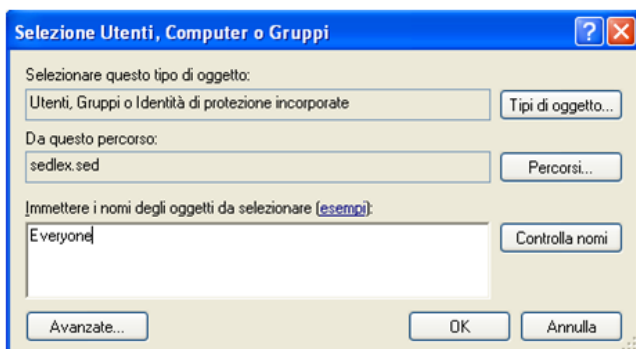 Selezione Utenti, Computer o Gruppi
Selezionare questo tipo di oggetto:
Utenti, Gruppi o Identità di protezione incorporate
Tipi di oggetto...
Da questo percorso:
sedlex.sed
Percorsi...
Immettere i nomi degli oggetti da selezionare (esempi):
Everyone
Controlla nomi
Avanzate...
OK
Annulla